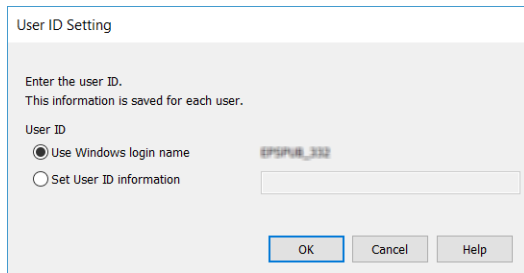 User ID Setting
Enter the user ID.
This information is saved for each user.
User ID
Use Windows login name
Set User ID information
OK Cancel Help